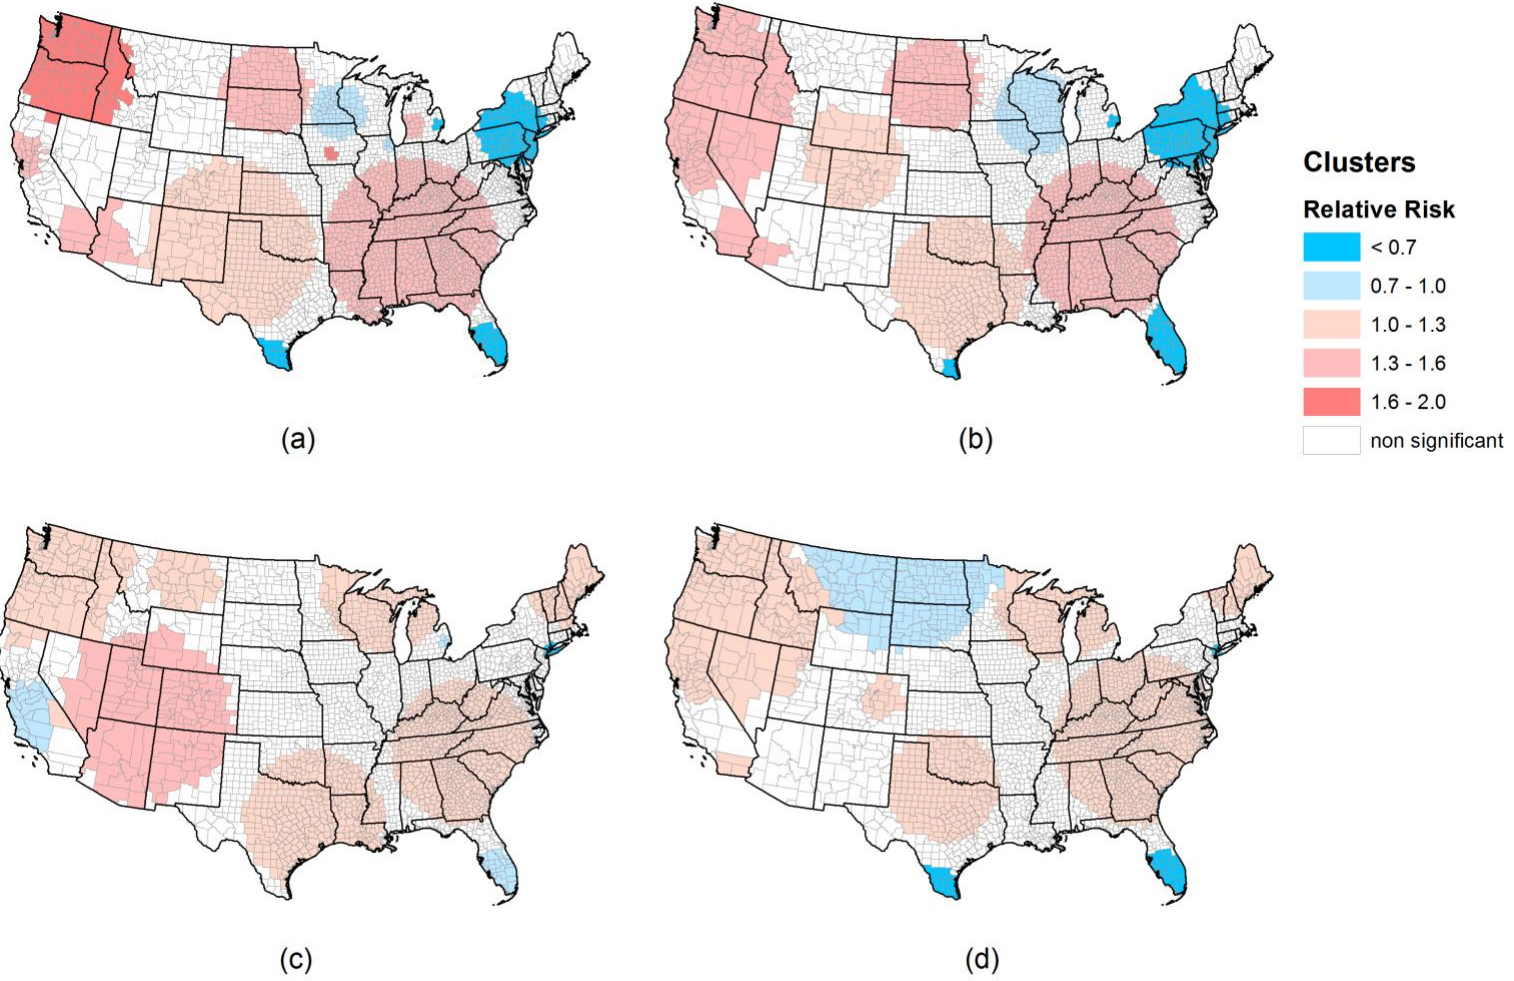 Clusters
Relative Risk
< 0.7
0.7 - 1.0
1.0 - 1.3
1.3 - 1.6
1.6 - 2.0
non significant
(a)
(b)
(c)
(d)